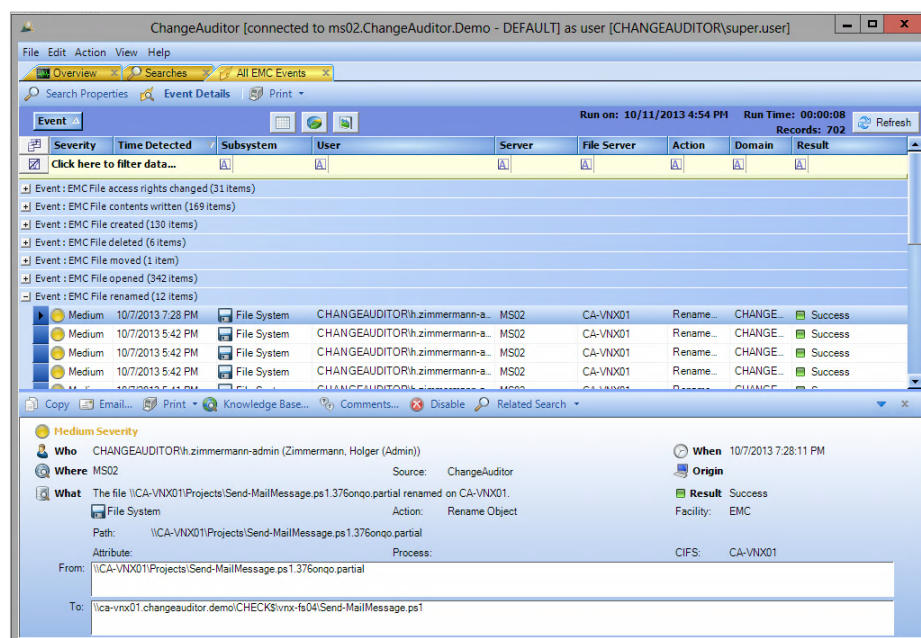 ChangeAuditor [connected to ms02.ChangeAuditor.Demo - DEFAULT] as user [CHANGEAUDITOR\super.user]
File Edit Action View Help
Overview Searches All EMC Events
Search Properties Event Details Print
Event Run on: 10/11/2013 4:54 PM Run Time: 00:00:08
Records: 702 Refresh
Severity Time Detected Subsystem User Server File Server Action Domain Result
Click here to filter data...
Event : EMC File access rights changed (31 items)
Event : EMC File contents written (169 items)
Event : EMC File created (130 items)
Event : EMC File deleted (6 items)
Event : EMC File moved (1 item)
Event : EMC File opened (342 items)
Event : EMC File renamed (12 items)
Medium 10/7/2013 7:28 PM File System CHANGEAUDITOR\h.zimmermann-a... MS02 CA-VNX01 Rename... CHANGE... Success
Medium 10/7/2013 5:42 PM File System CHANGEAUDITOR\h.zimmermann-a... MS02 CA-VNX01 Rename... CHANGE... Success
Medium 10/7/2013 5:42 PM File System CHANGEAUDITOR\h.zimmermann-a... MS02 CA-VNX01 Rename... CHANGE... Success
Medium 10/7/2013 5:42 PM File System CHANGEAUDITOR\h.zimmermann-a... MS02 CA-VNX01 Rename... CHANGE... Success
Copy Email... Print Knowledge Base... Comments... Disable Related Search
Medium Severity
Who CHANGEAUDITOR\h.zimmermann-admin (Zimmermann, Holger (Admin)) When 10/7/2013 7:28:11 PM
Where MS02 Source: ChangeAuditor Origin
What The file \\CA-VNX01\Projects\Send-MailMessage.ps1.376onqo.partial renamed on CA-VNX01. Result Success
File System Action: Rename Object Facility: EMC
Path: \\CA-VNX01\Projects\Send-MailMessage.ps1.376onqo.partial
Attribute: Process: CIFS: CA-VNX01
From: \\CA-VNX01\Projects\Send-MailMessage.ps1.376onqo.partial
To: \\ca-vnx01.changeauditor.demo\CHECK$\vnx-fs04\Send-MailMessage.ps1